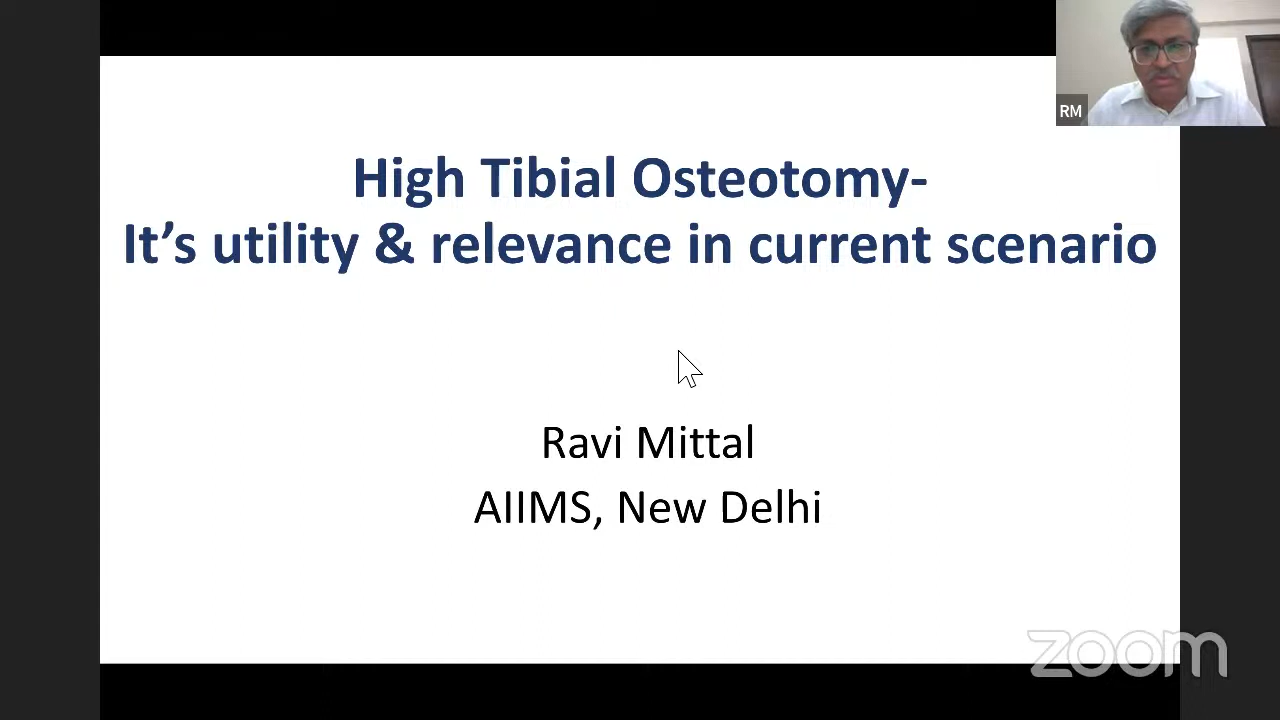 RM
High Tibial Osteotomy-
It’s utility & relevance in current scenario
Ravi Mittal
AIIMS, New Delhi
zoom